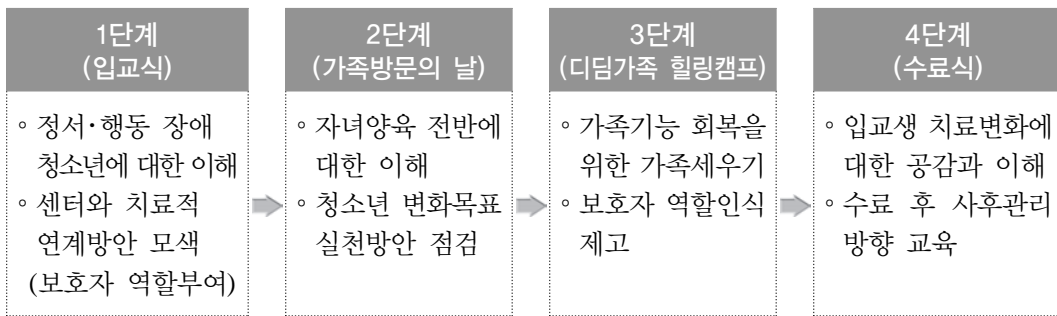 1단계
(입교식)
◦ 정서·행동 장애
청소년에 대한 이해
◦ 센터와 치료적
연계방안 모색
(보호자 역할부여)
2단계
(가족방문의 날)
◦ 자녀양육 전반에
대한 이해
◦ 청소년 변화목표
실천방안 점검
3단계
(디딤가족 힐링캠프)
◦ 가족기능 회복을
위한 가족세우기
◦ 보호자 역할인식
제고
4단계
(수료식)
◦ 입교생 치료변화에
대한 공감과 이해
◦ 수료 후 사후관리
방향 교육